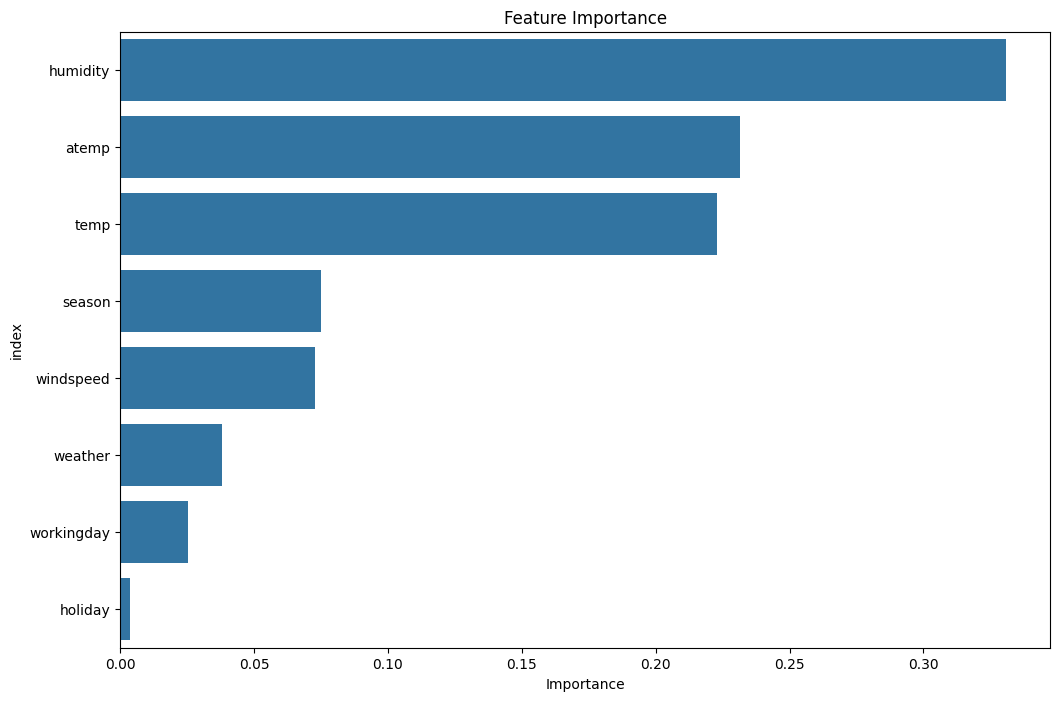 Feature Importance
humidity
atemp
temp
season
index
windspeed
weather
workingday
holiday
0.00 0.05 0.10 0.15 0.20 0.25 0.30
Importance